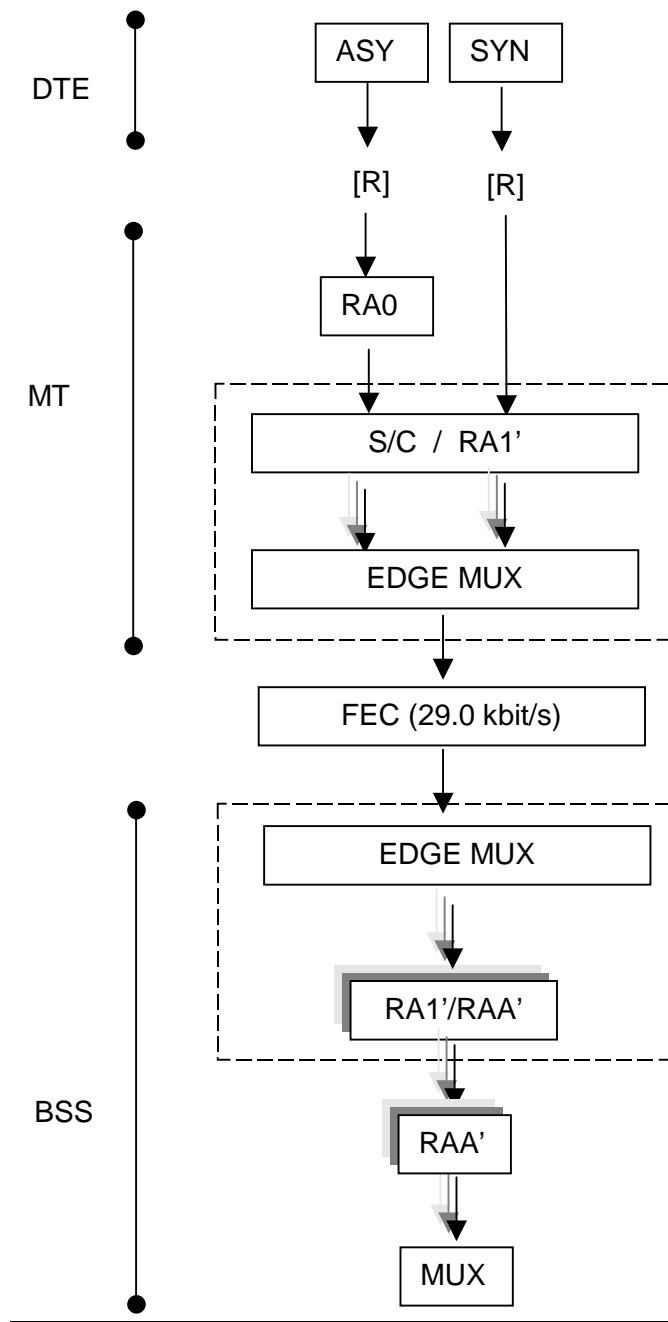 ASY SYN
DTE
[R] [R]
RA0
MT
S/C / RA1’
EDGE MUX
FEC (29.0 kbit/s)
EDGE MUX
RA1’/RAA’
BSS
RAA’
MUX